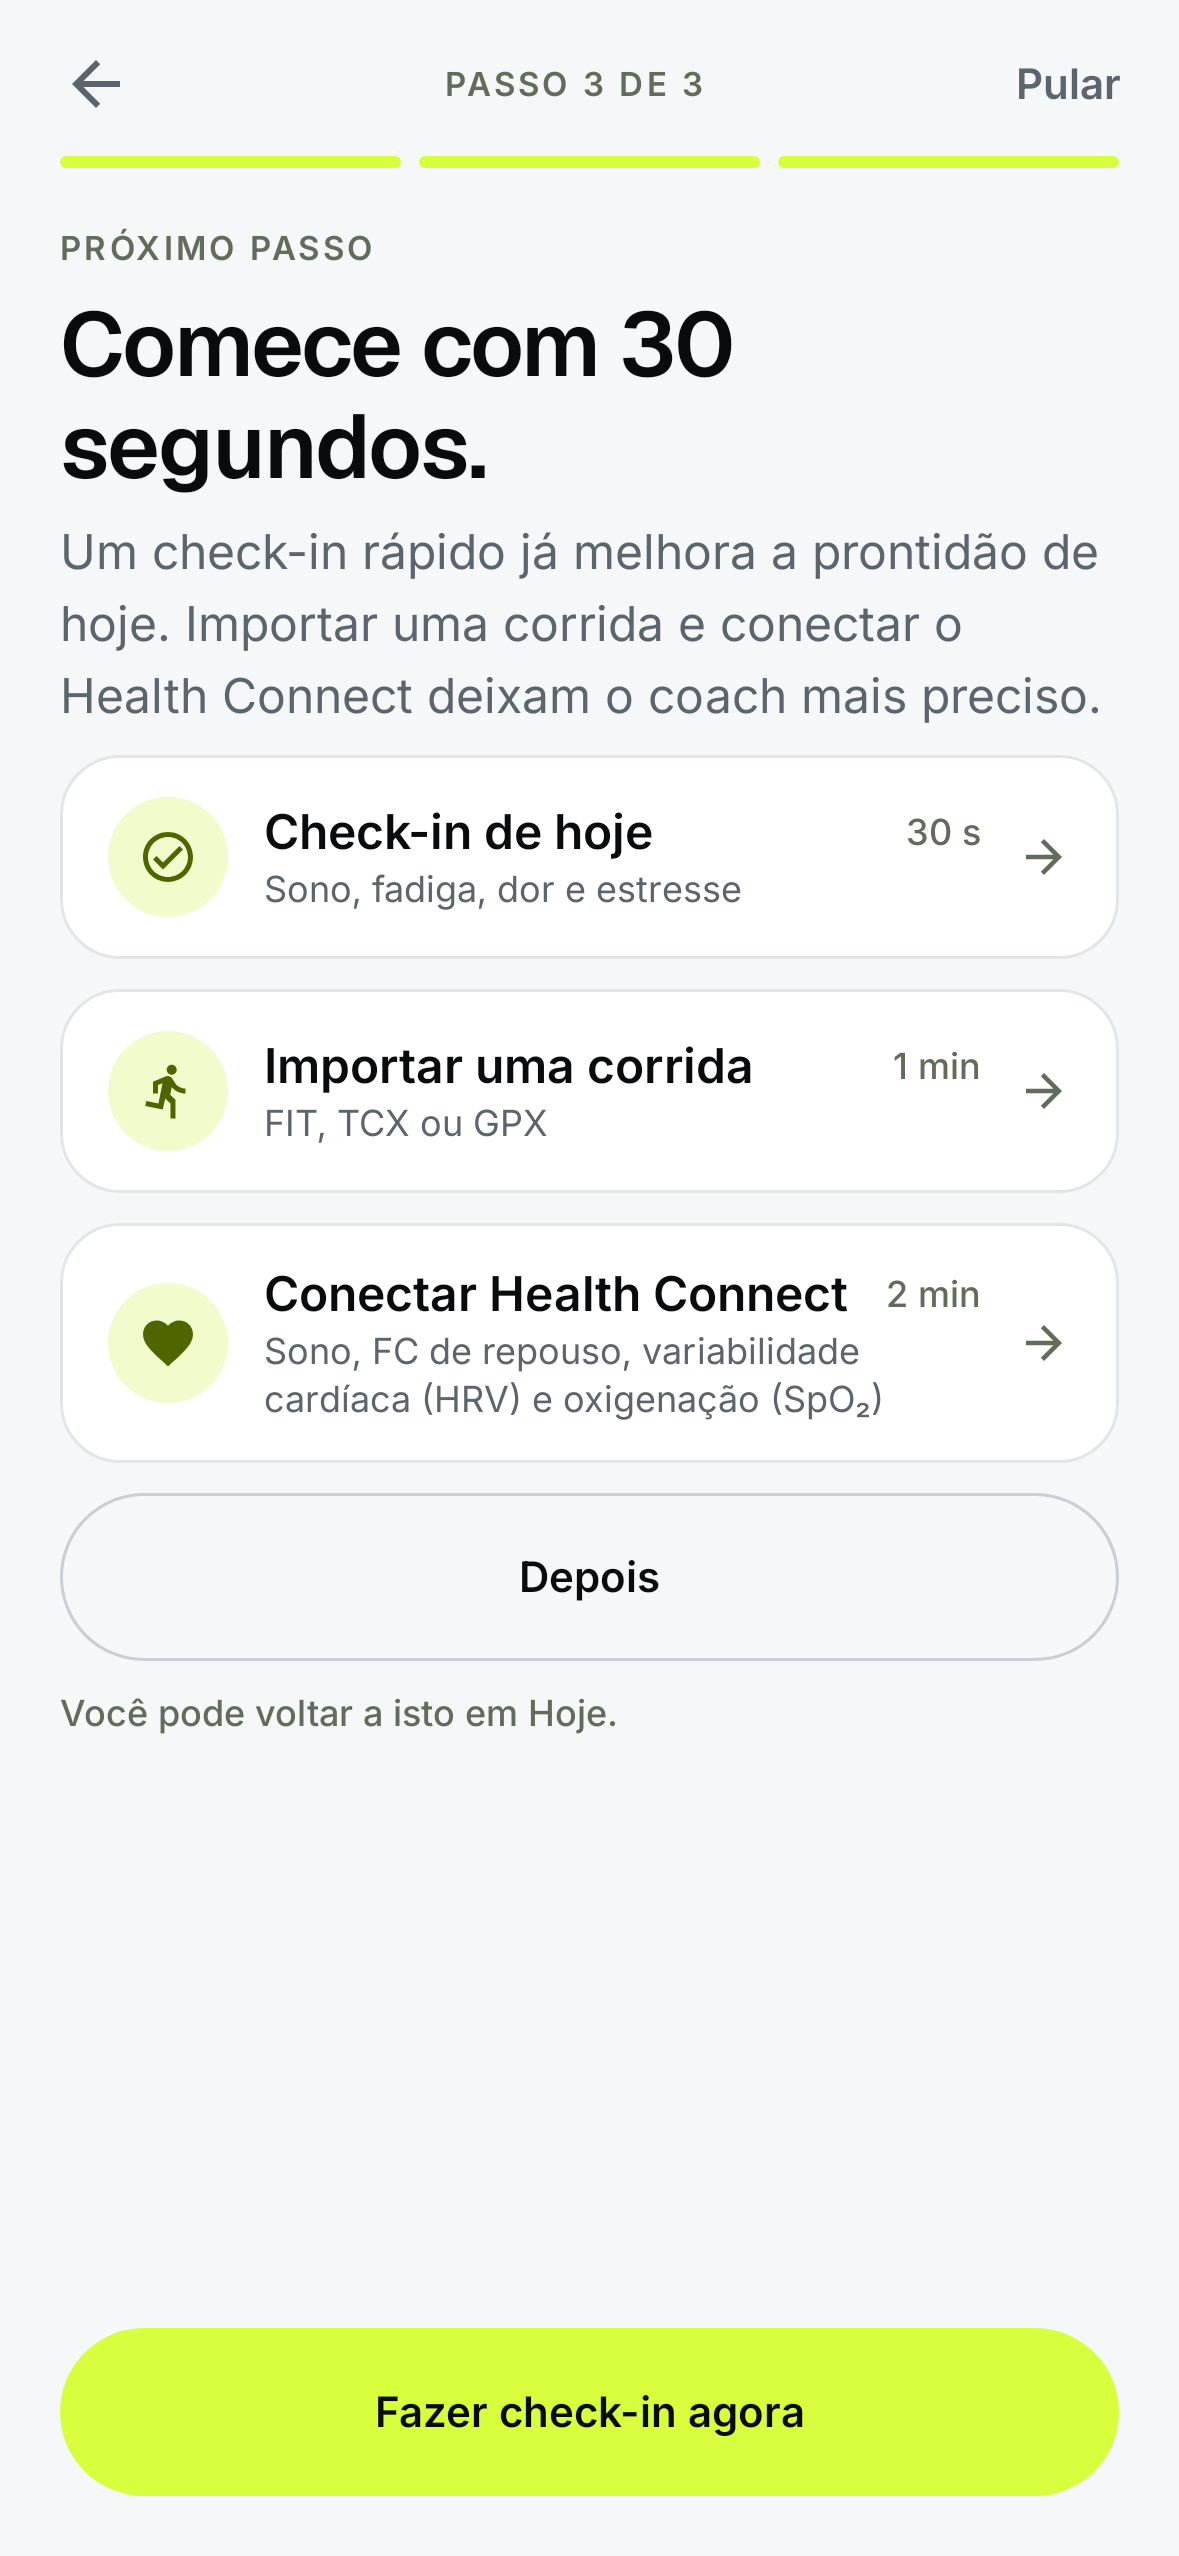 PASSO 3 DE 3
Pular
PRÓXIMO PASSO
Comece com 30
segundos.
Um check-in rápido já melhora a prontidão de
hoje. Importar uma corrida e conectar o
Health Connect deixam o coach mais preciso.
Check-in de hoje
30 s
Sono, fadiga, dor e estresse
Importar uma corrida
1 min
FIT, TCX ou GPX
Conectar Health Connect
2 min
Sono, FC de repouso, variabilidade
cardíaca (HRV) e oxigenação (SpO₂)
Depois
Você pode voltar a isto em Hoje.
Fazer check-in agora